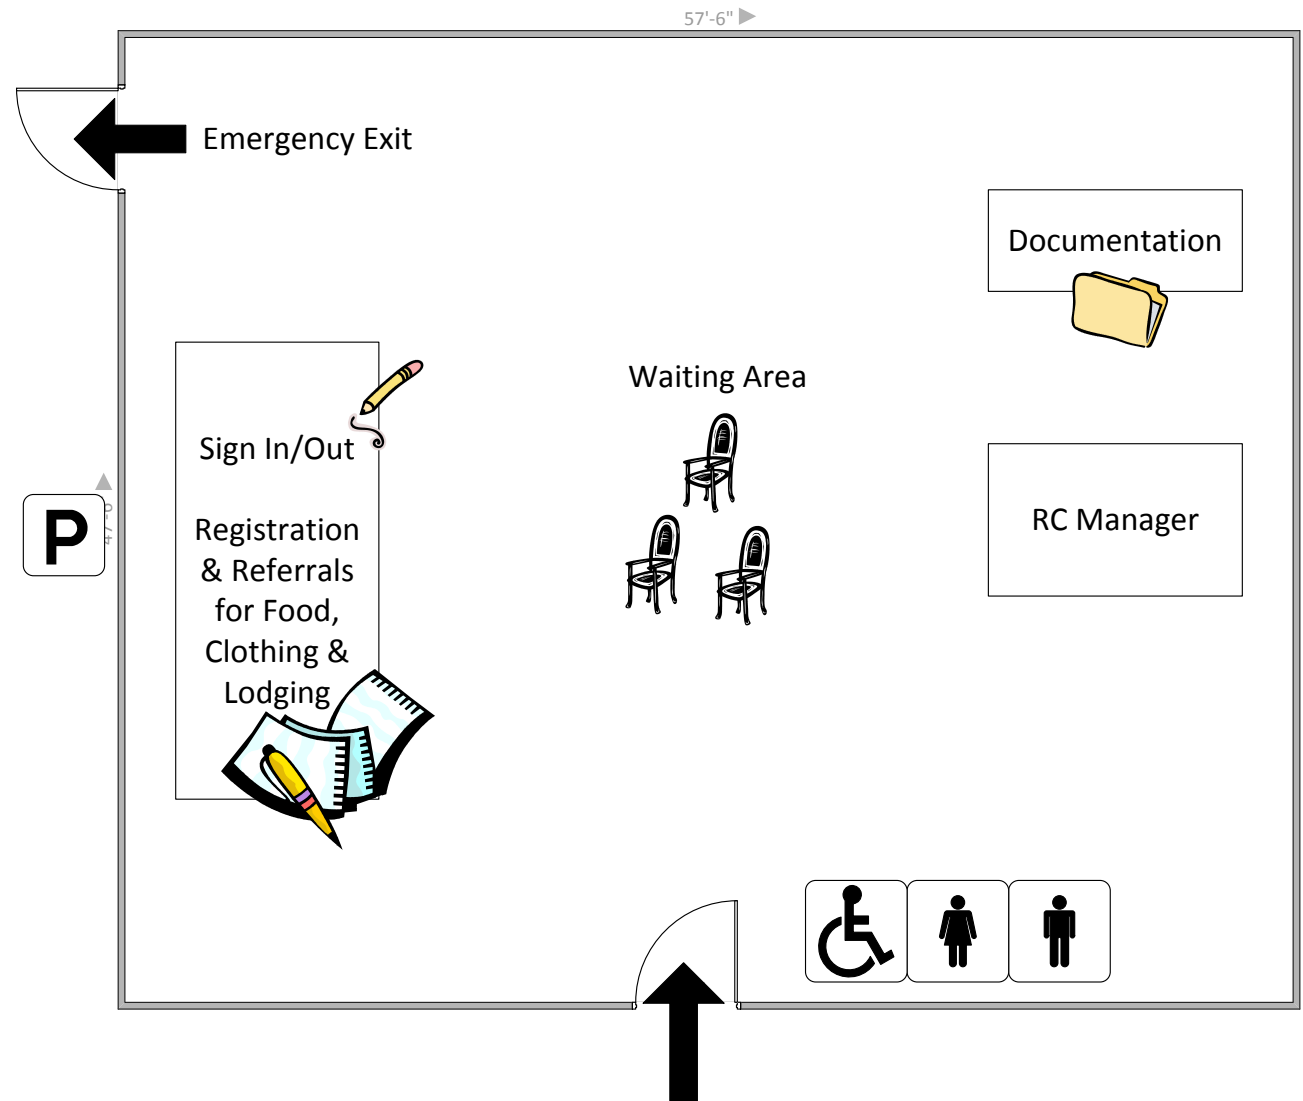 57'-6"
Emergency Exit
Documentation
Waiting Area
Sign In/Out
RC Manager
Registration
& Referrals
for Food,
Clothing &
Lodging
P